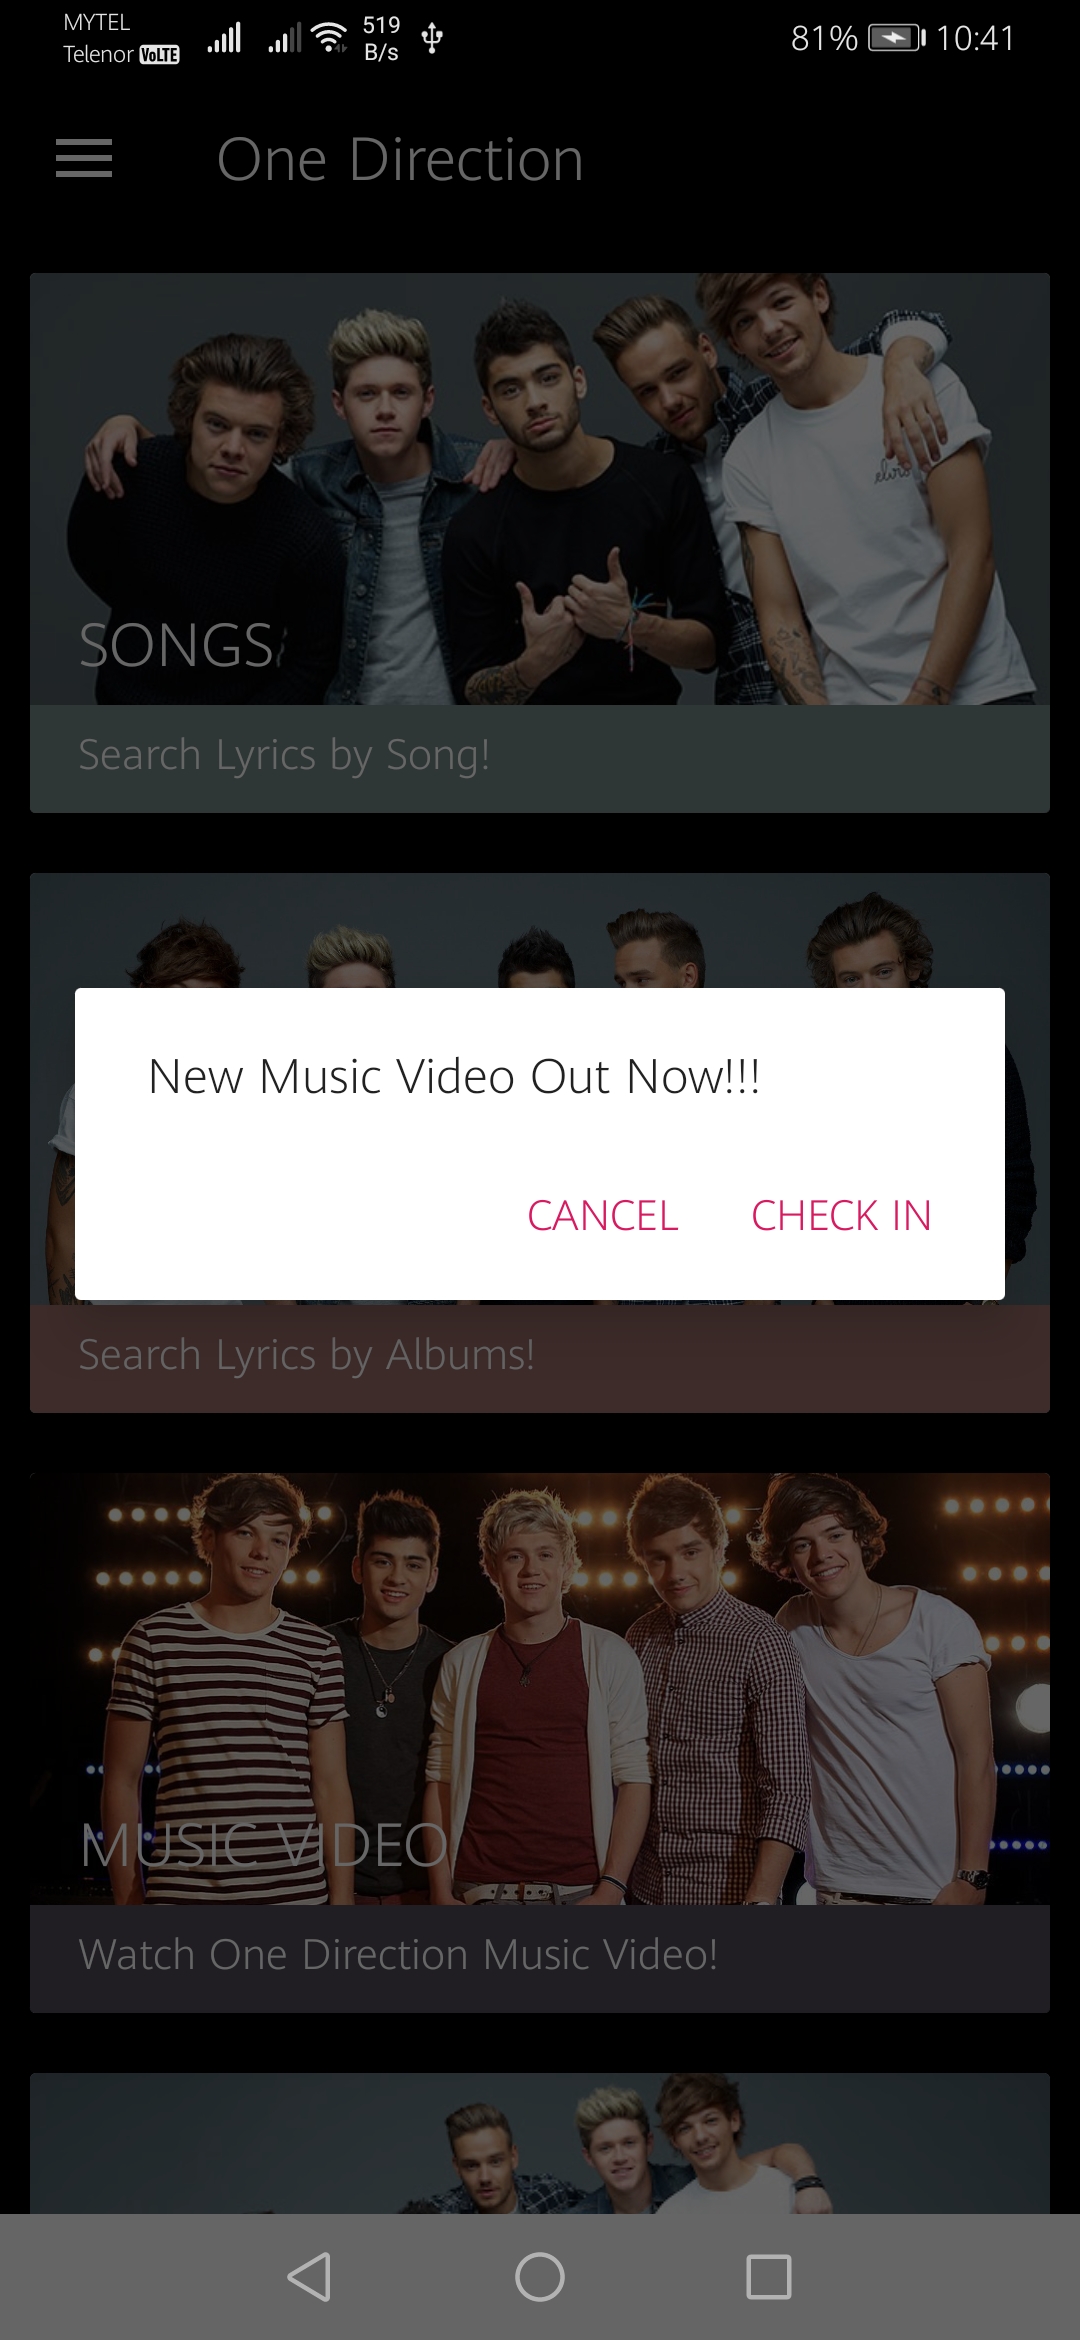 MYTEL
Telenor VoLTE
519
B/s
81%
10:41
One Direction
elvis
SONGS
Search Lyrics by Song!
New Music Video Out Now!!!
CANCEL CHECK IN
Search Lyrics by Albums!
MUSIC VIDEO
Watch One Direction Music Video!